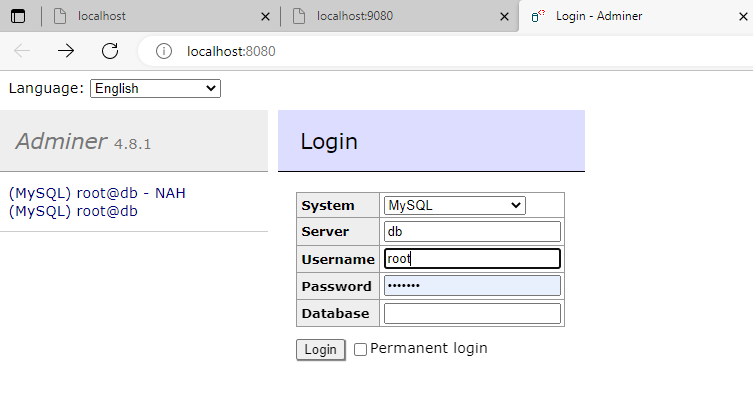 localhost
localhost:9080
Login - Adminer
localhost:8080
Language: English
Adminer 4.8.1
Login
(MySQL) root@db - NAH
(MySQL) root@db
System MySQL
Server db
Username root
Password •••••••
Database
Login Permanent login